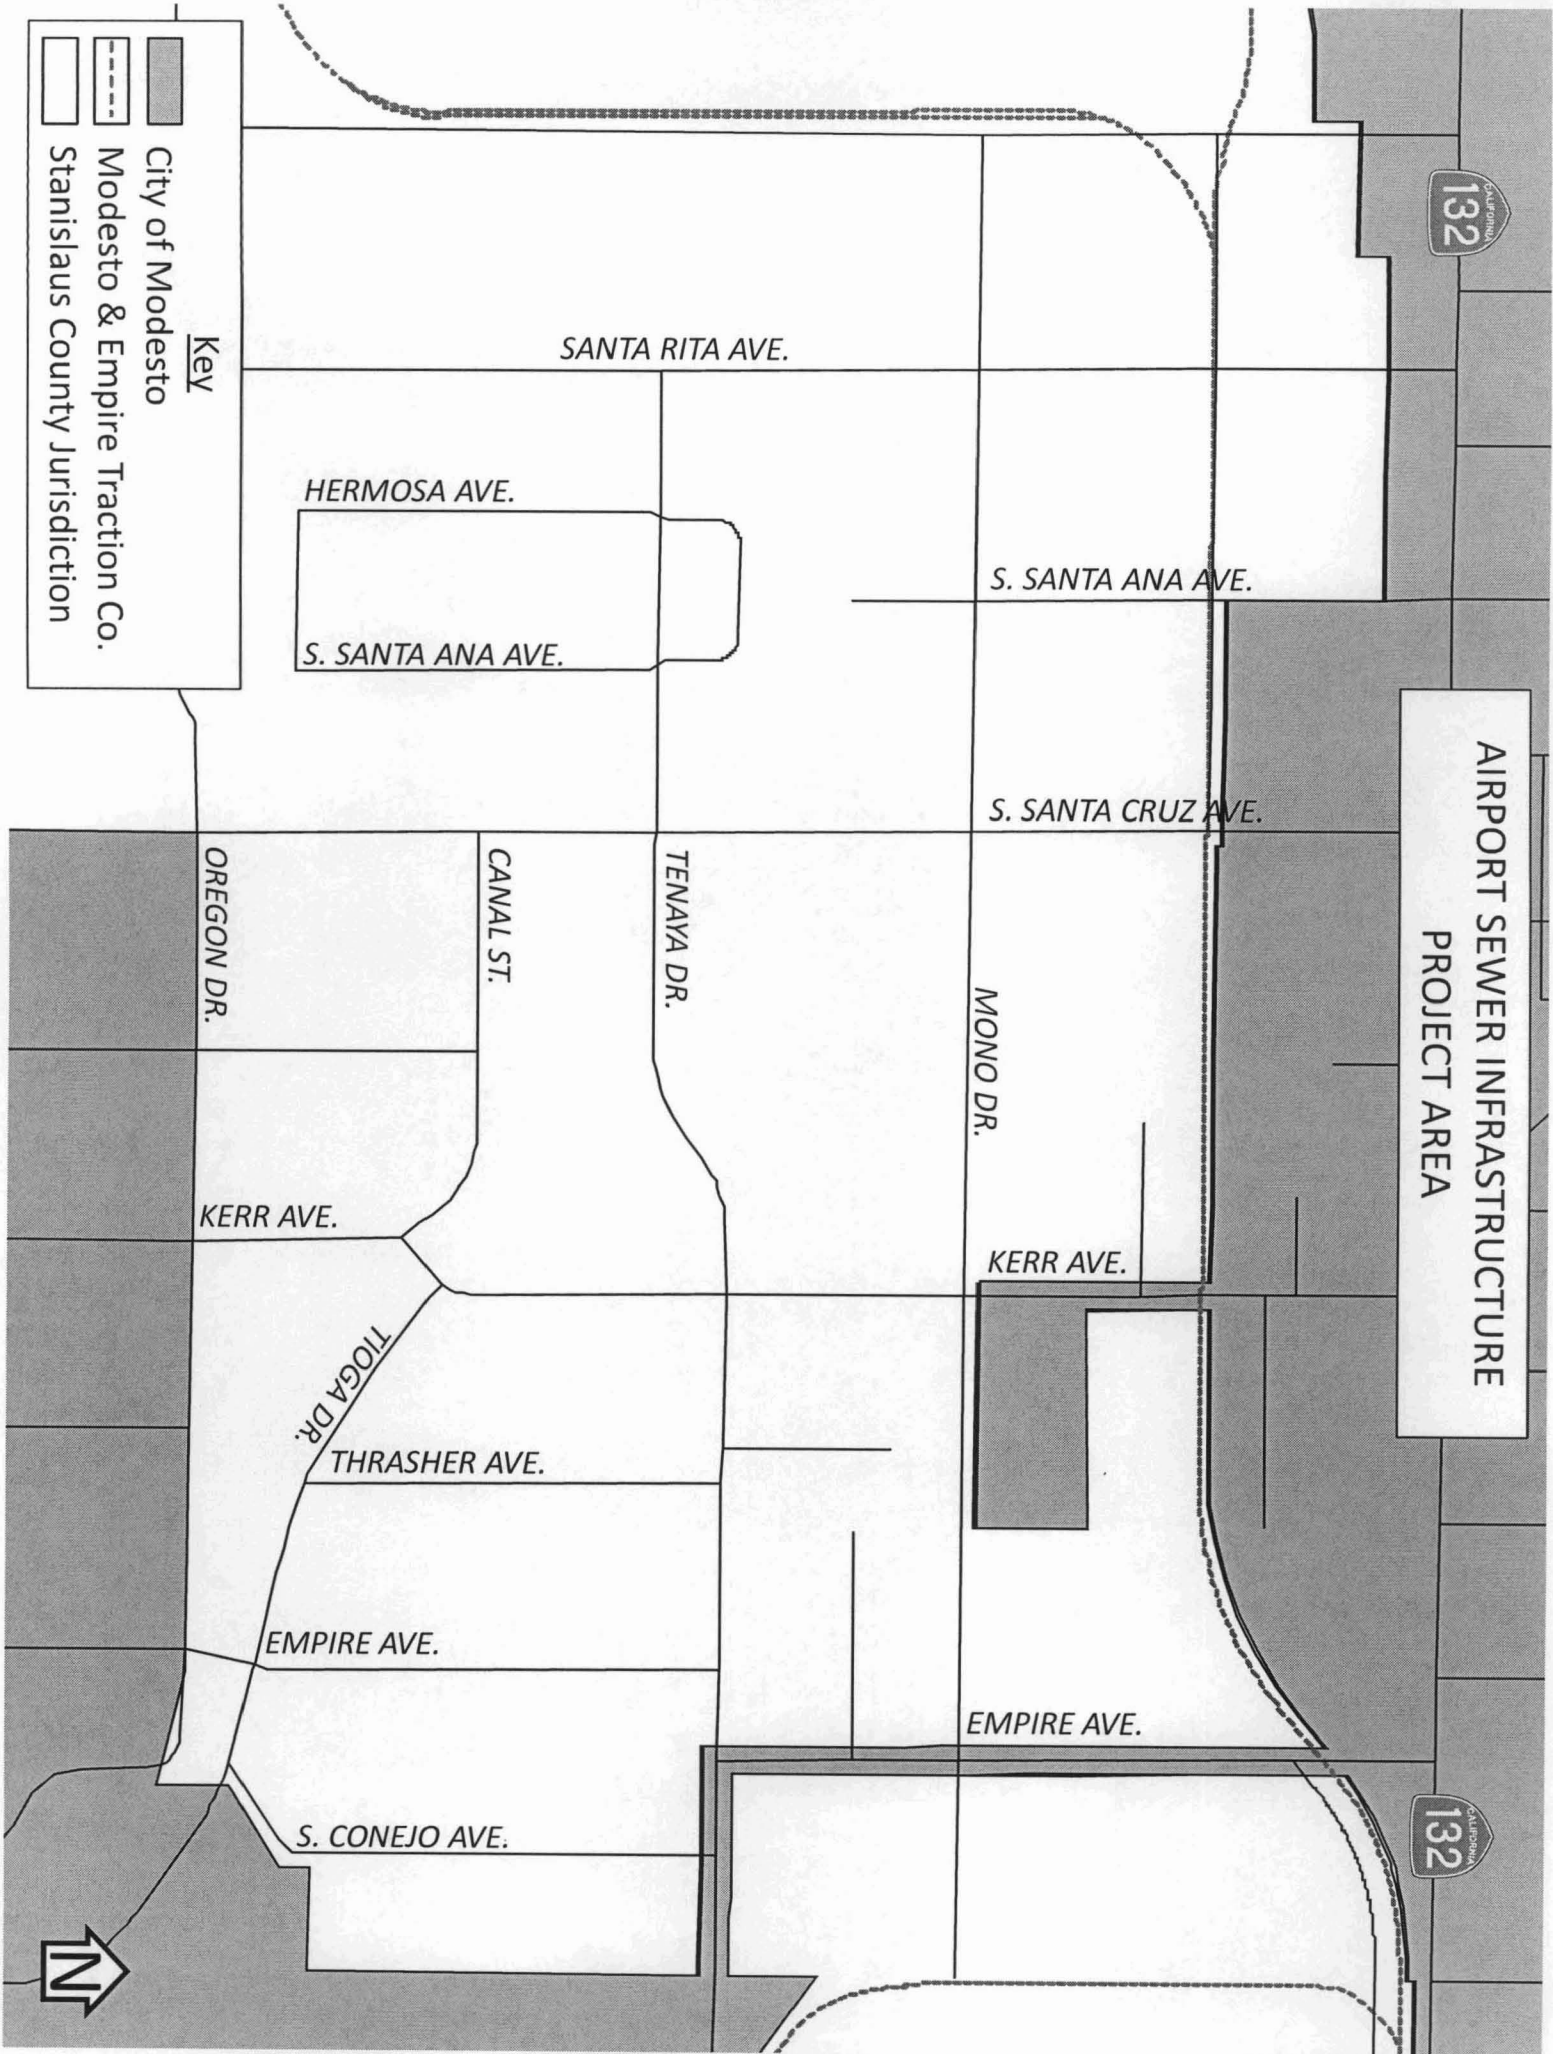 AIRPORT SEWER INFRASTRUCTURE
PROJECT AREA
CALIFORNIA
132
CALIFORNIA
132
SANTA RITA AVE.
HERMOSA AVE.
S. SANTA ANA AVE.
S. SANTA ANA AVE.
S. SANTA CRUZ AVE.
OREGON DR.
CANAL ST.
TENAYA DR.
MONO DR.
KERR AVE.
KERR AVE.
TIOGA DR.
THRASHER AVE.
EMPIRE AVE.
EMPIRE AVE.
S. CONEJO AVE.
Key
City of Modesto
Modesto & Empire Traction Co.
Stanislaus County Jurisdiction
N